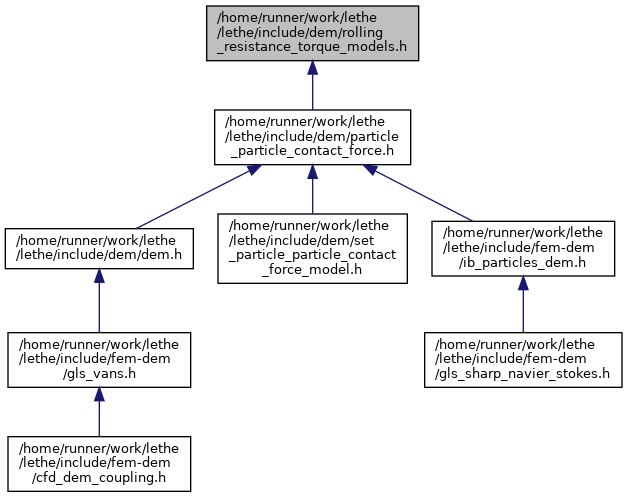 /home/runner/work/lethe
/lethe/include/dem/rolling
_resistance_torque_models.h
/home/runner/work/lethe
/lethe/include/dem/particle
_particle_contact_force.h
/home/runner/work/lethe
/lethe/include/dem/dem.h
/home/runner/work/lethe
/lethe/include/dem/set
_particle_particle_contact
_force_model.h
/home/runner/work/lethe
/lethe/include/fem-dem
/ib_particles_dem.h
/home/runner/work/lethe
/lethe/include/fem-dem
/gls_vans.h
/home/runner/work/lethe
/lethe/include/fem-dem
/gls_sharp_navier_stokes.h
/home/runner/work/lethe
/lethe/include/fem-dem
/cfd_dem_coupling.h